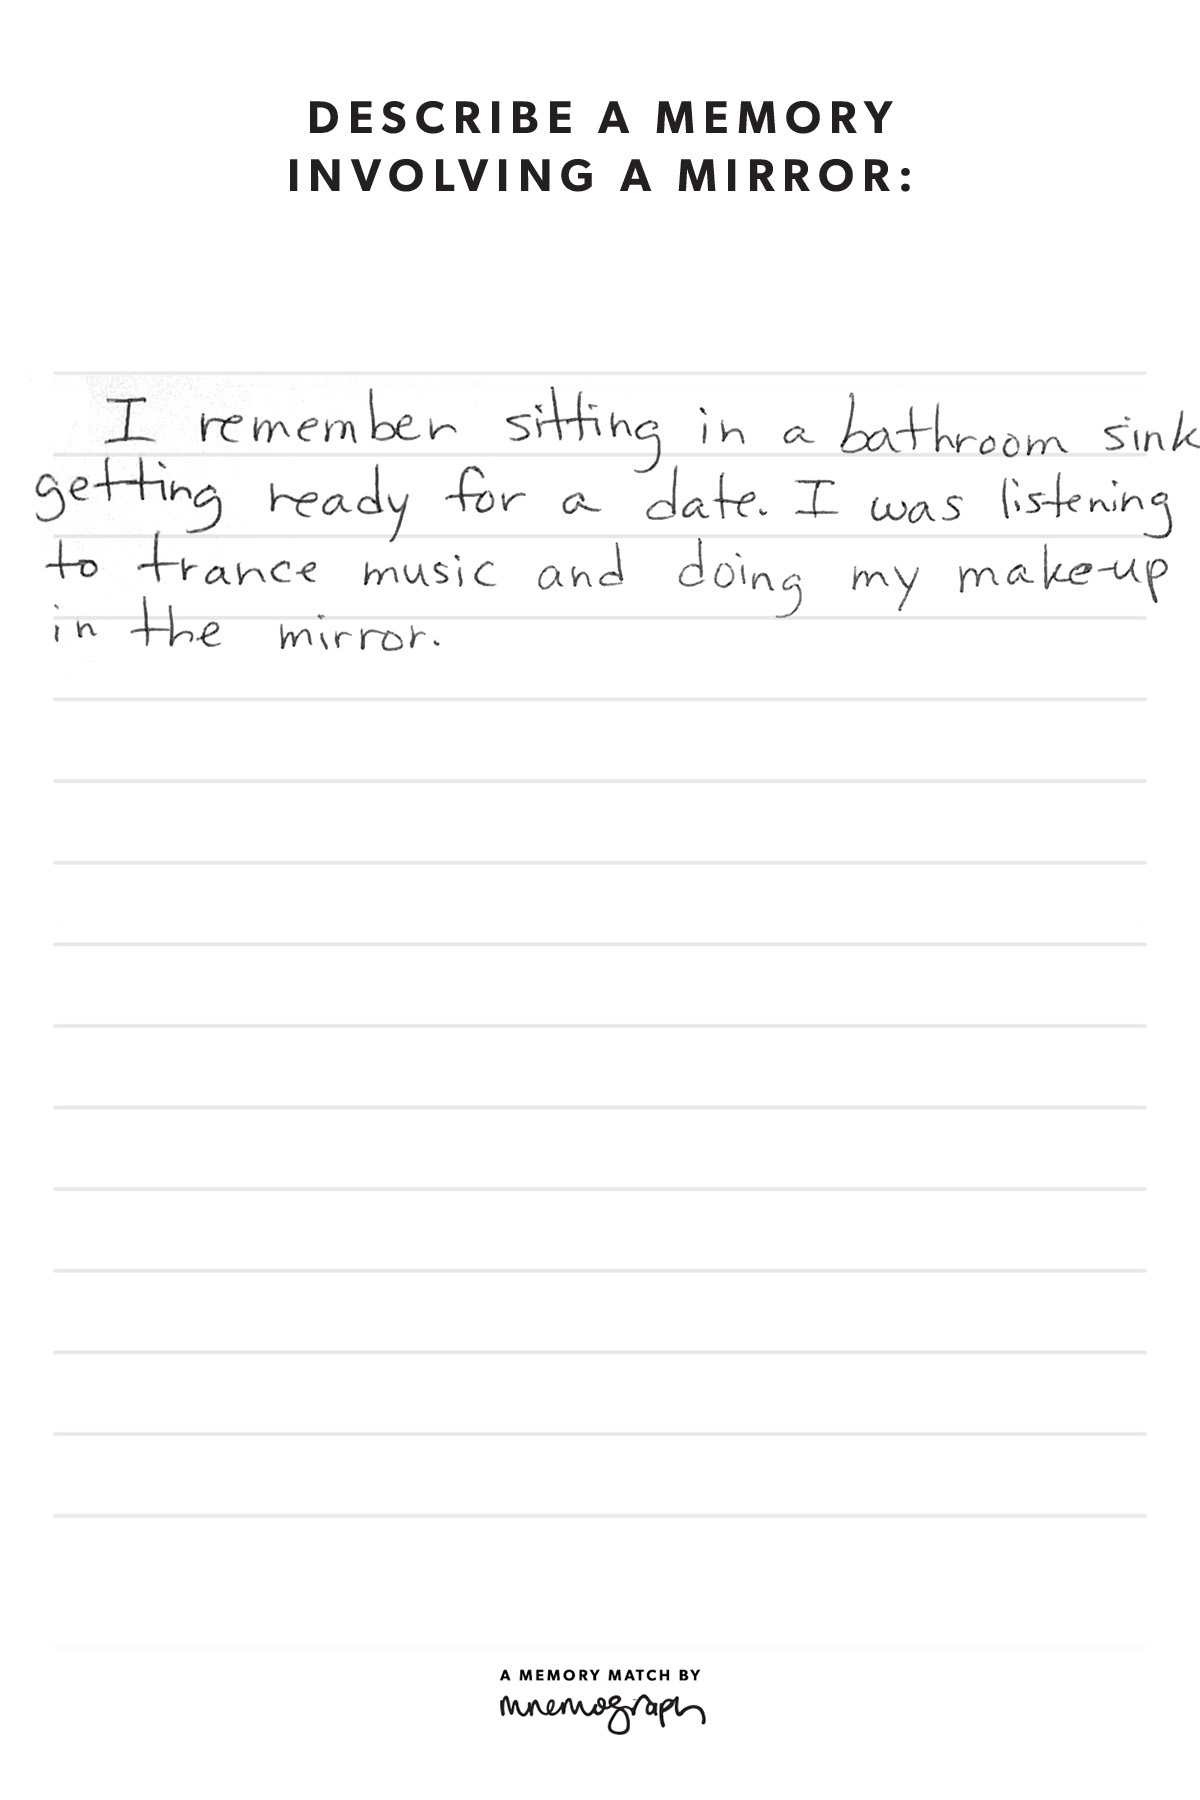 DESCRIBE A MEMORY
INVOLVING A MIRROR:
I remember sitting in a bathroom sink
getting ready for a date. I was listening
to trance music and doing my make-up
in the mirror.
A MEMORY MATCH BY
mnemograph